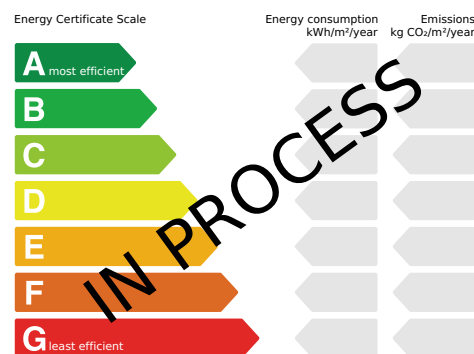 Energy Certificate Scale
Energy consumption
kWh/m²/year
Emissions
kg CO₂/m²/year
A most efficient
B
C
D
E
F
G least efficient
IN PROCESS